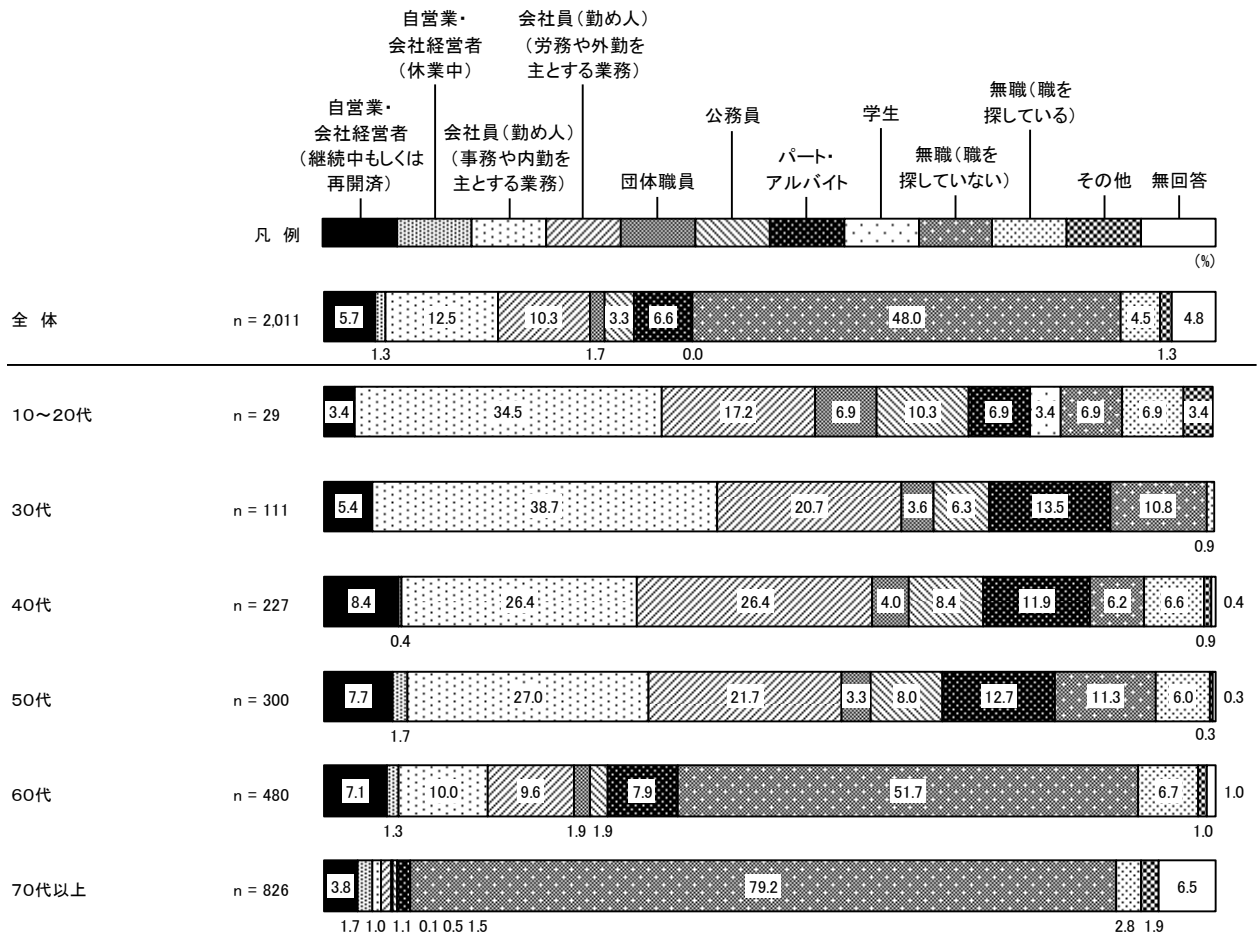 自営業・
会社経営者
(休業中)
会社員(勤め人)
(労務や外勤を
主とする業務)
無職(職を
探している)
自営業・
会社経営者
(継続中もしくは
再開済)
会社員(勤め人)
(事務や内勤を
主とする業務)
公務員
学生
団体職員
パート・
アルバイト
無職(職を
探していない)
その他
無回答
凡 例
(%)
全 体 n = 2,011 5.7 12.5 10.3 3.3 6.6 48.0 4.5 4.8
1.3 1.7 0.0 1.3
10～20代 n = 29 3.4 34.5 17.2 6.9 10.3 6.9 3.4 6.9 6.9 3.4
30代 n = 111 5.4 38.7 20.7 3.6 6.3 13.5 10.8
0.9
40代 n = 227 8.4 26.4 26.4 4.0 8.4 11.9 6.2 6.6 0.4
0.4 0.9
50代 n = 300 7.7 27.0 21.7 3.3 8.0 12.7 11.3 6.0 0.3
1.7 0.3
60代 n = 480 7.1 10.0 9.6 7.9 51.7 6.7 1.0
1.3 1.9 1.9 1.0
70代以上 n = 826 3.8 79.2 6.5
1.7 1.0 1.1 0.1 0.5 1.5 2.8 1.9